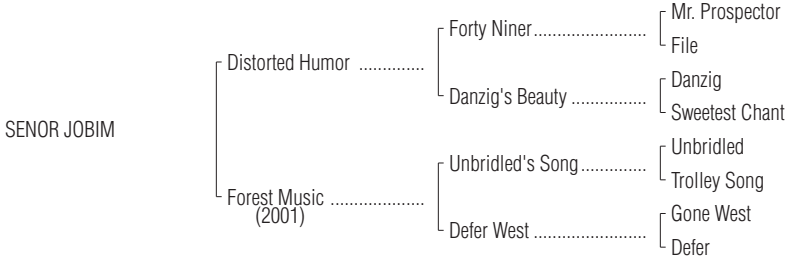 Mr. Prospector
Forty Niner.......................
File
Distorted Humor ..............
Danzig
Danzig's Beauty ................
Sweetest Chant
SENOR JOBIM
Unbridled
Unbridled's Song..............
Trolley Song
Forest Music ....................
(2001)
Gone West
Defer West ........................
Defer